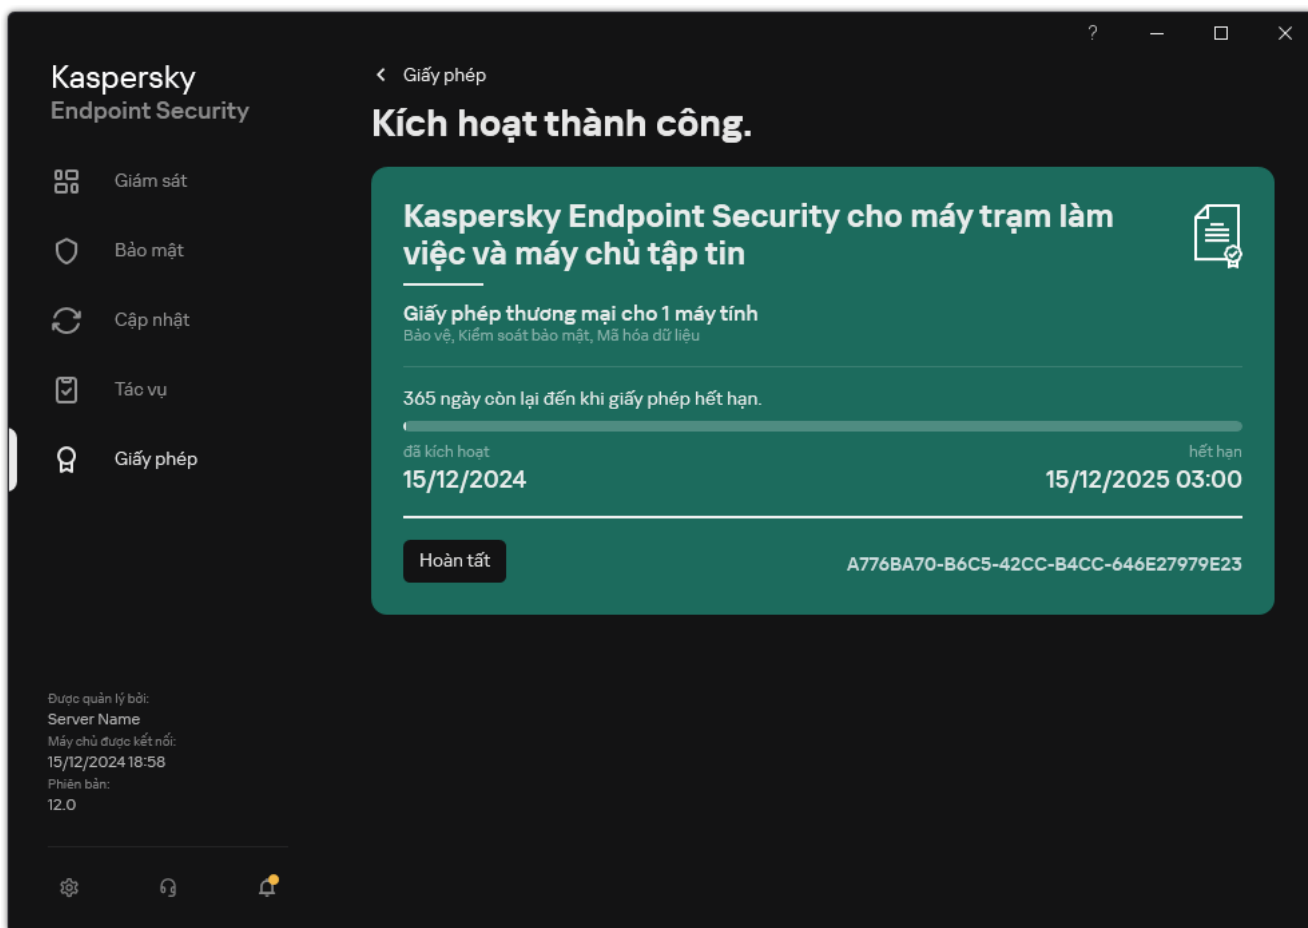 ?
Kaspersky
Endpoint Security
Giám sát
Bảo mật
Cập nhật
Tác vụ
Giấy phép
Được quản lý bởi:
Server Name
Máy chủ được kết nối:
15/12/2024 18:58
Phiên bản:
12.0
Giấy phép
Kích hoạt thành công.
Kaspersky Endpoint Security cho máy trạm làm
việc và máy chủ tập tin
Giấy phép thương mại cho 1 máy tính
Bảo vệ, Kiểm soát bảo mật, Mã hóa dữ liệu
365 ngày còn lại đến khi giấy phép hết hạn.
đã kích hoạt
hết hạn
15/12/2024
15/12/2025 03:00
Hoàn tất
A776BA70-B6C5-42CC-B4CC-646E27979E23